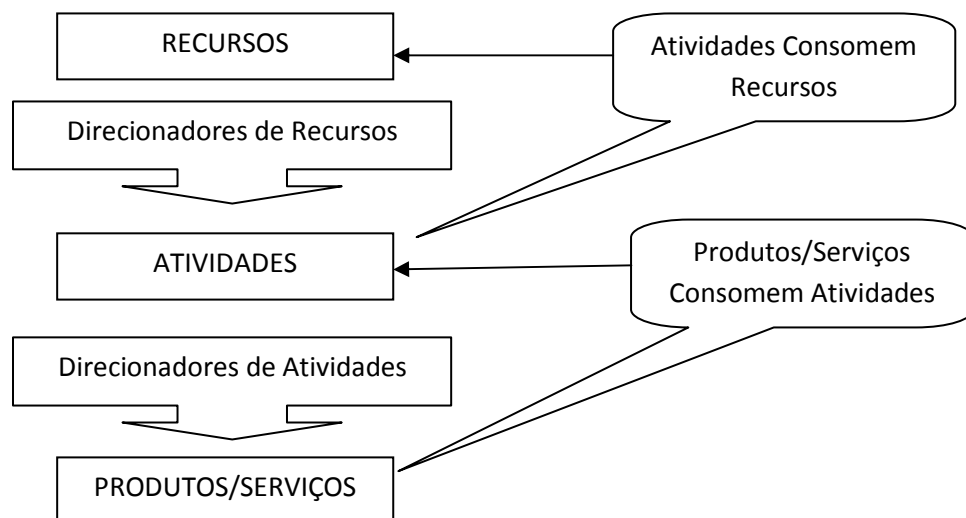 RECURSOS
Atividades Consomem
Recursos
Direcionadores de Recursos
ATIVIDADES
Produtos/Serviços
Consomem Atividades
Direcionadores de Atividades
PRODUTOS/SERVIÇOS